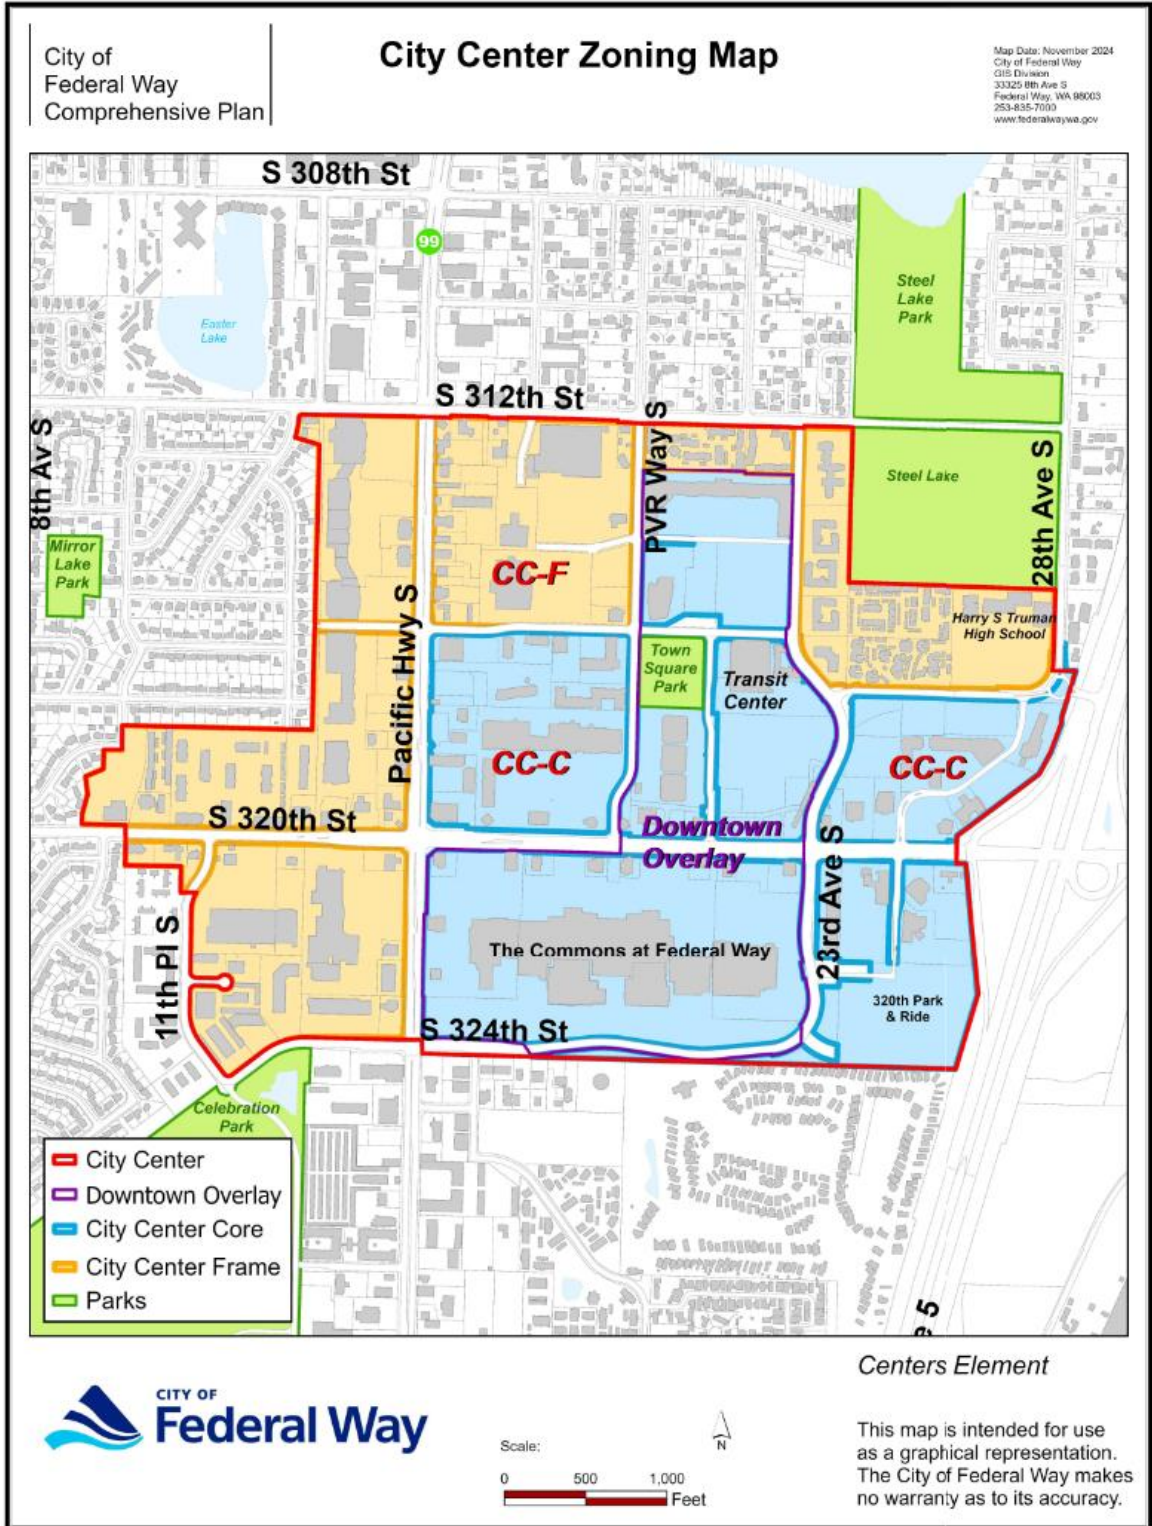 City of
Federal Way
Comprehensive Plan
City Center Zoning Map
Map Date: November 2024
City of Federal Way
GIS Division
33325 8th Ave S
Federal Way, WA 98003
253-835-7000
www.federalwaywa.gov
S 308th St
99
Steel
Lake
Park
Easter
Lake
S 312th St
8th Av S
PVR Way S
Steel Lake
28th Ave S
Mirror
Lake
Park
CC-F
Pacific Hwy S
Harry S Truman
High School
Town
Square
Park
Transit
Center
CC-C
CC-C
S 320th St
Downtown
Overlay
23rd Ave S
11th Pl S
The Commons at Federal Way
320th Park
& Ride
S 324th St
Celebration
Park
City Center
Downtown Overlay
City Center Core
City Center Frame
Parks
e 5
CITY OF
Federal Way
Scale:
0 500 1,000
Feet
N
Centers Element
This map is intended for use
as a graphical representation.
The City of Federal Way makes
no warranty as to its accuracy.